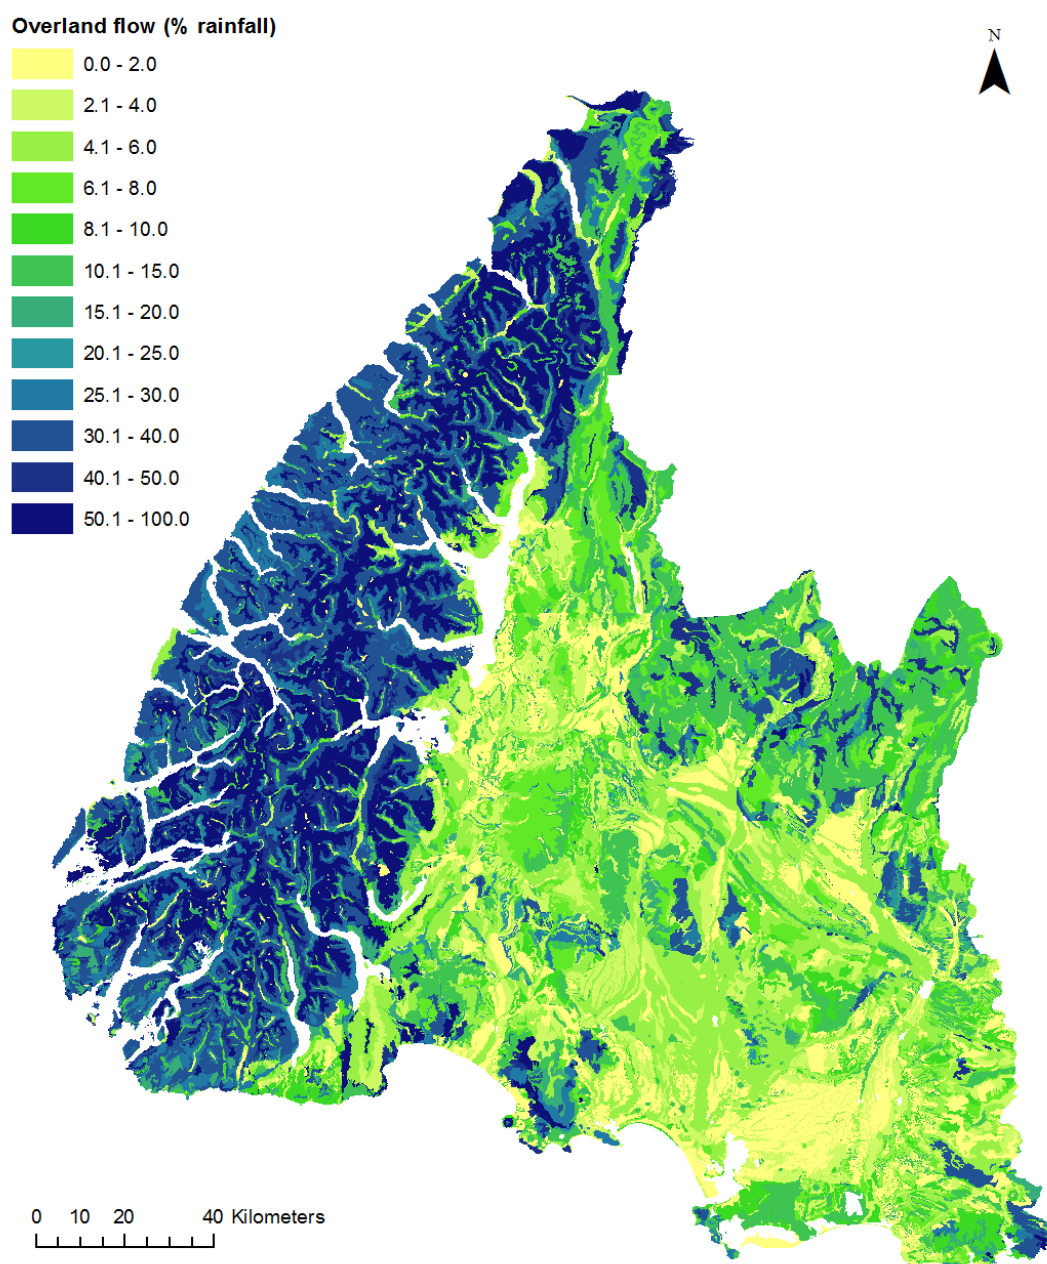 Overland flow (% rainfall)
N
0.0 - 2.0
2.1 - 4.0
4.1 - 6.0
6.1 - 8.0
8.1 - 10.0
10.1 - 15.0
15.1 - 20.0
20.1 - 25.0
25.1 - 30.0
30.1 - 40.0
40.1 - 50.0
50.1 - 100.0
0 10 20 40 Kilometers